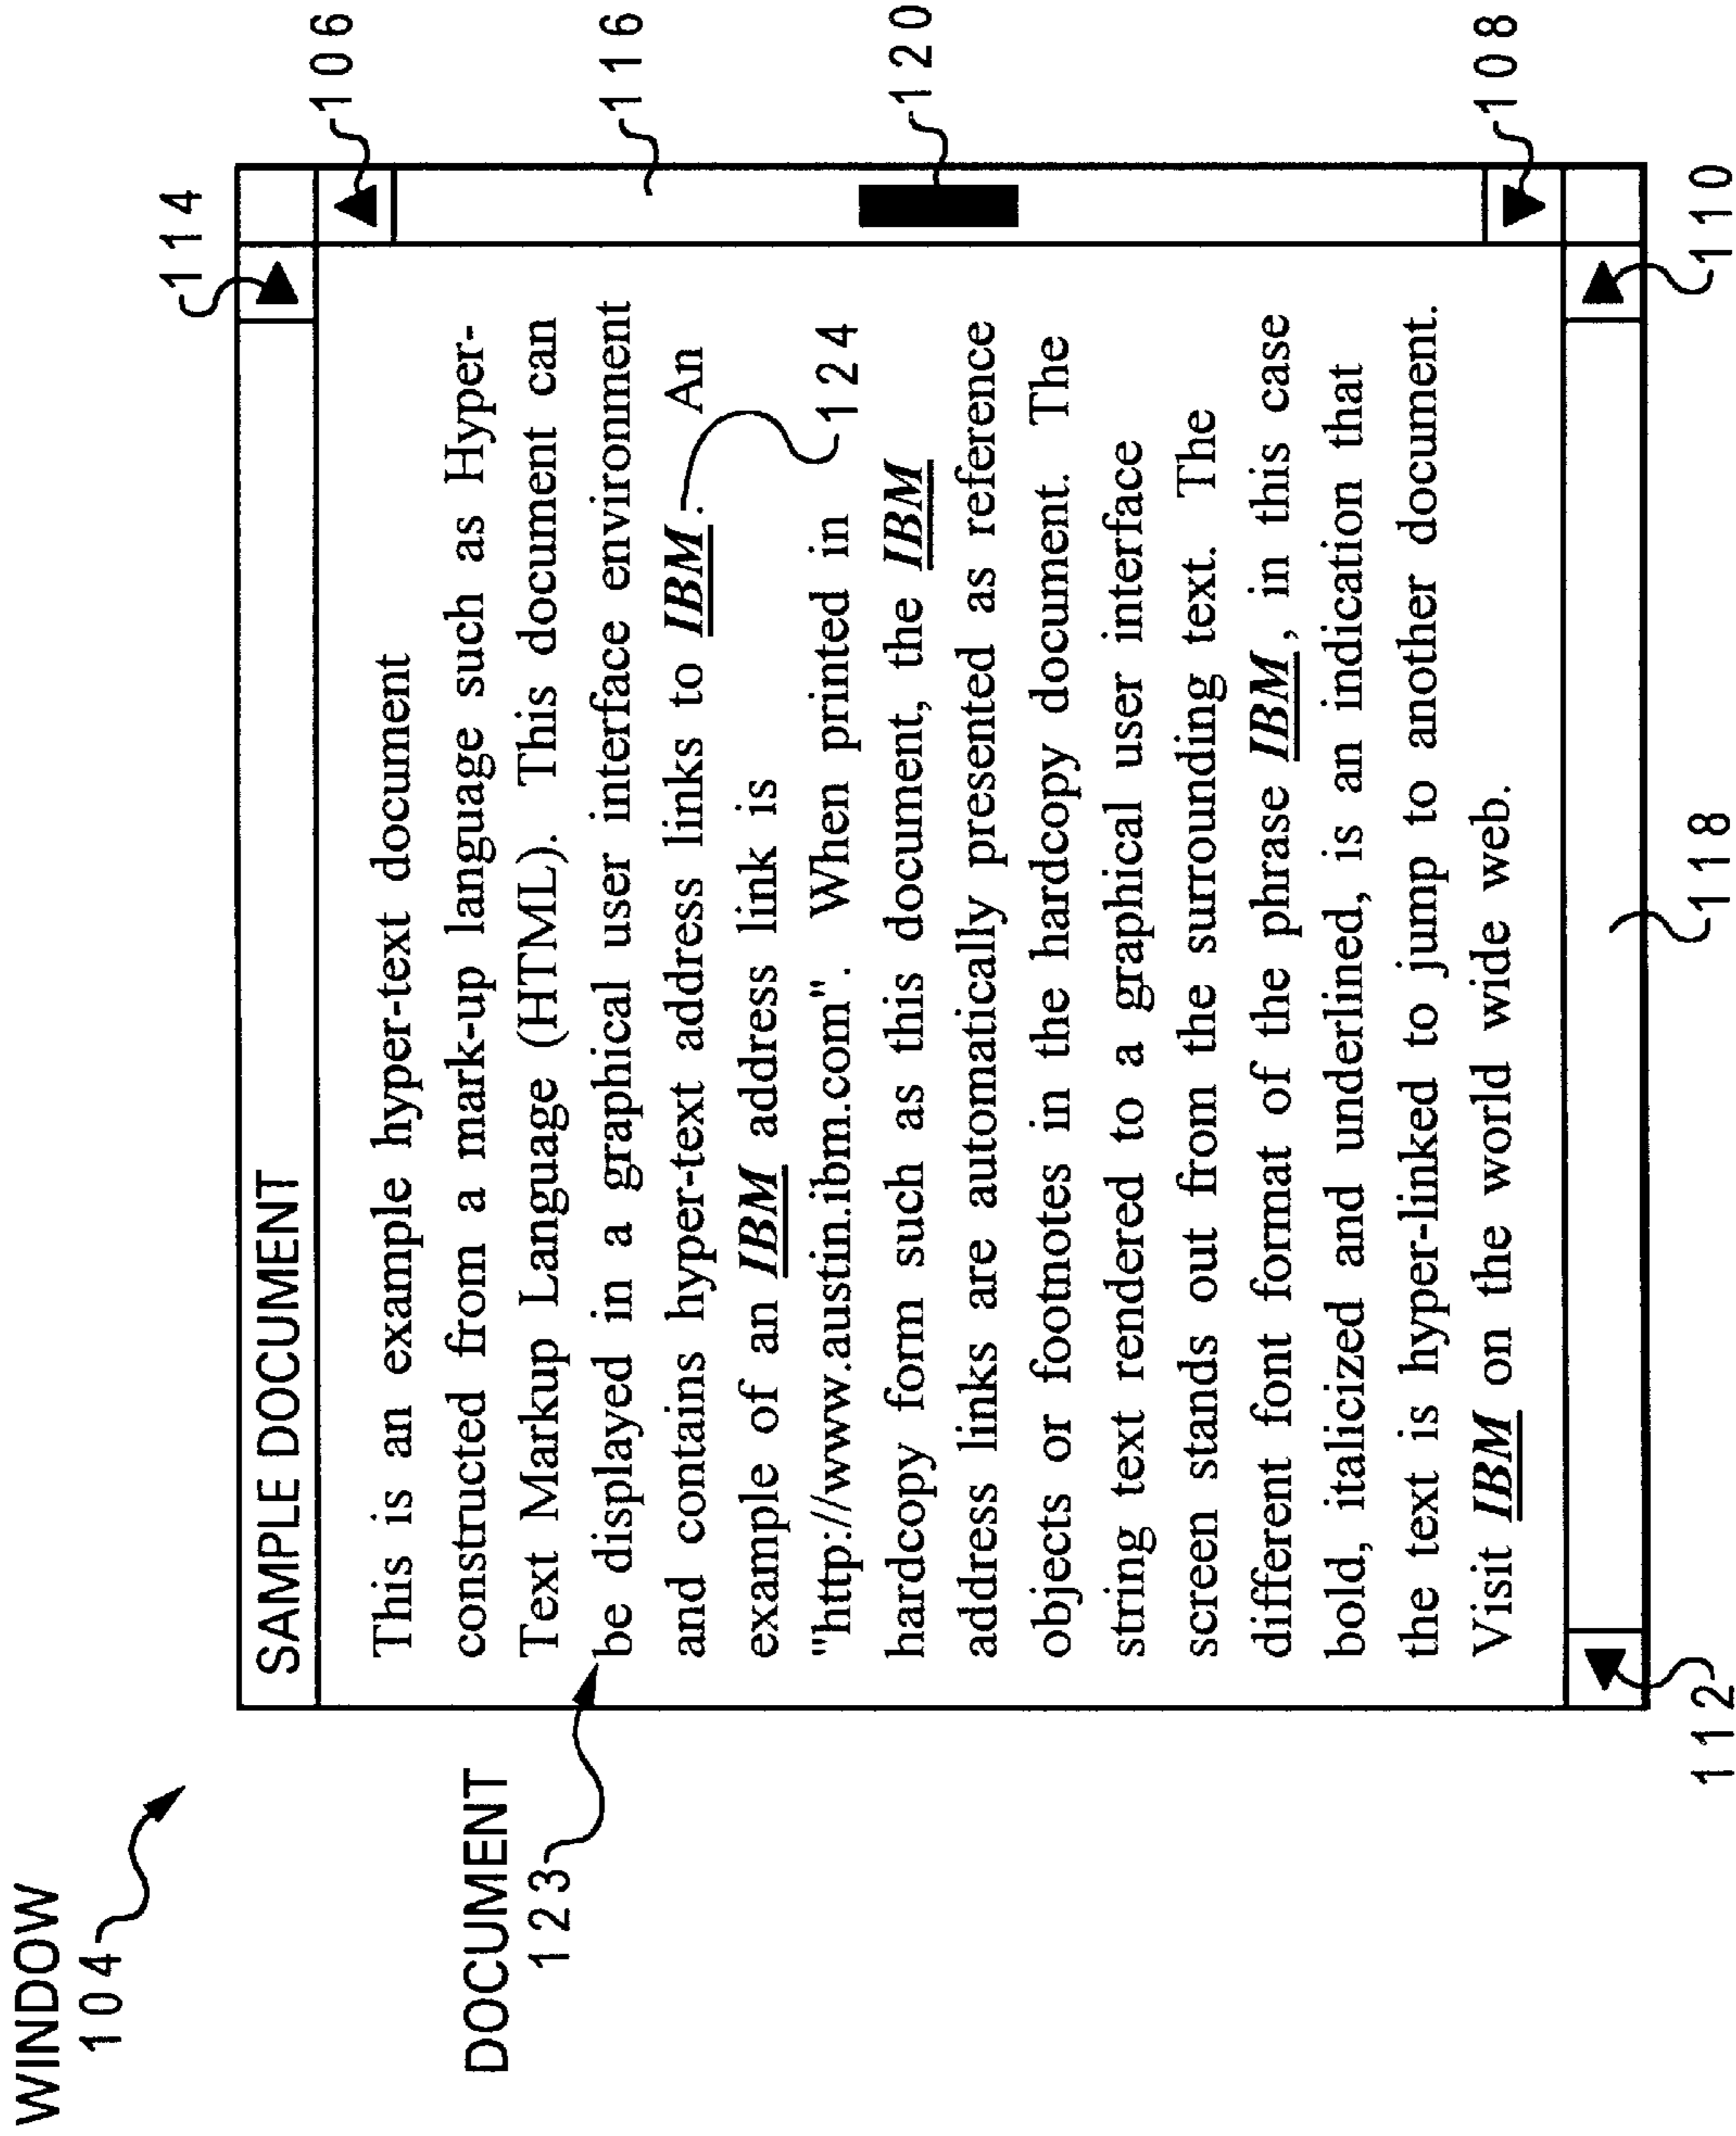 WINDOW
104
114
106
116
120
108
110
118
112
DOCUMENT
123
124
SAMPLE DOCUMENT
This is an example hyper-text document
constructed from a mark-up language such as Hyper-
Text Markup Language (HTML). This document can
be displayed in a graphical user interface environment
and contains hyper-text address links to IBM. An
example of an IBM address link is
"http://www.austin.ibm.com". When printed in
hardcopy form such as this document, the IBM
address links are automatically presented as reference
objects or footnotes in the hardcopy document. The
string text rendered to a graphical user interface
screen stands out from the surrounding text. The
different font format of the phrase IBM, in this case
bold, italicized and underlined, is an indication that
the text is hyper-linked to jump to another document.
Visit IBM on the world wide web.